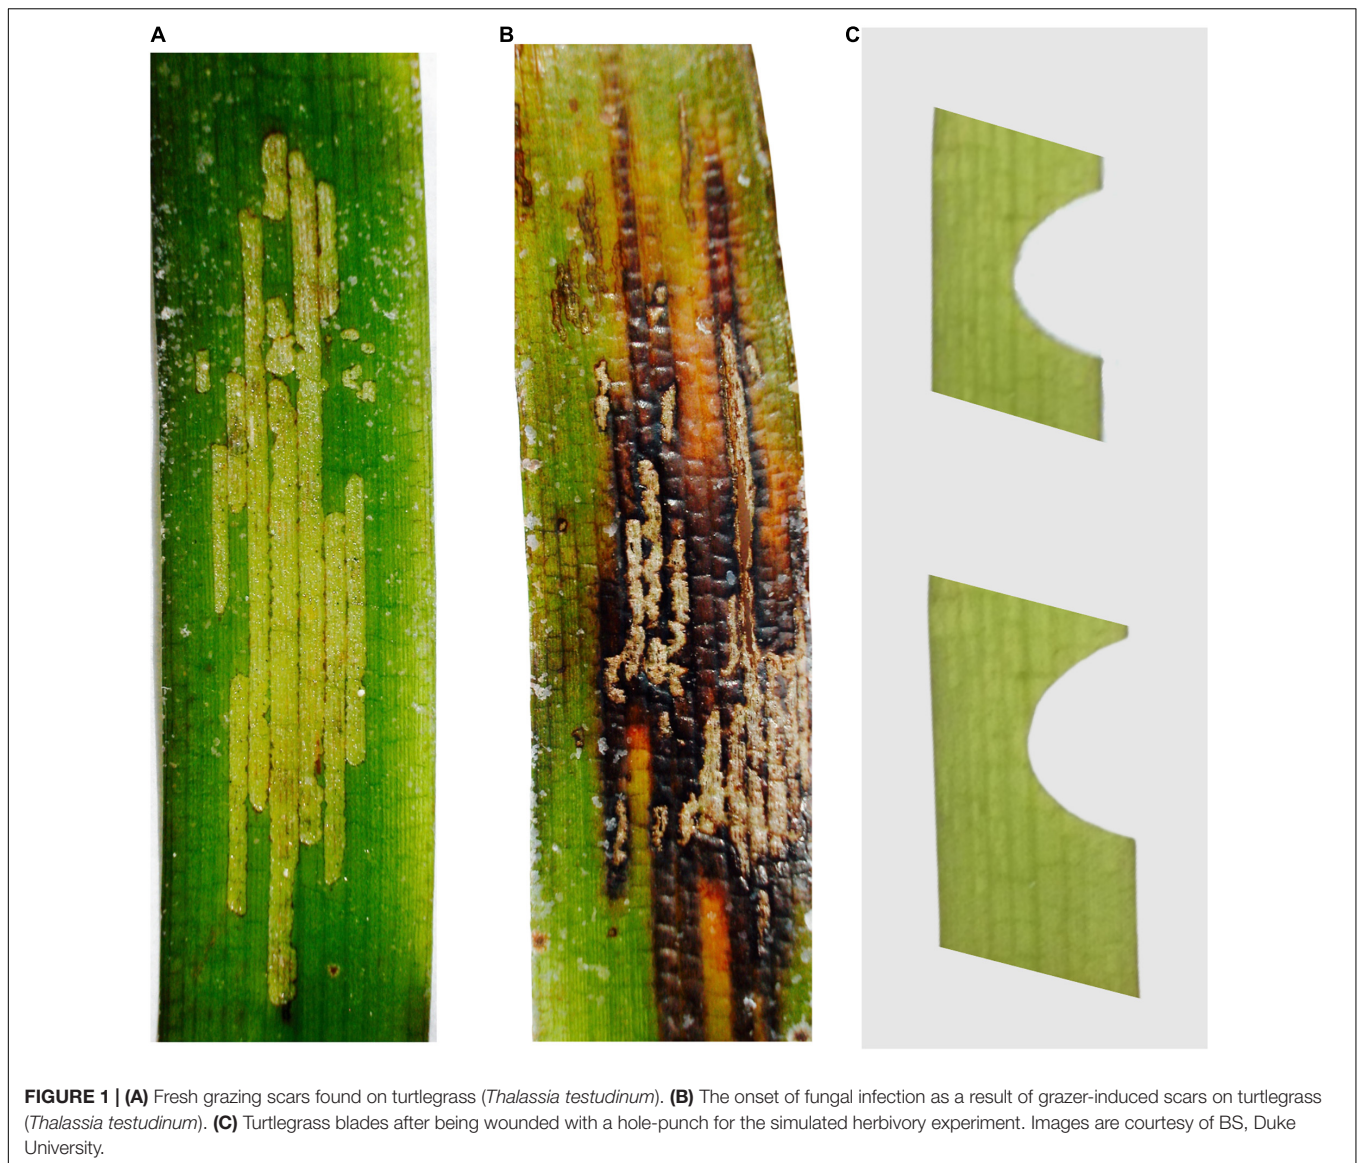 A
B
C
FIGURE 1 | (A) Fresh grazing scars found on turtlegrass (Thalassia testudinum). (B) The onset of fungal infection as a result of grazer-induced scars on turtlegrass
(Thalassia testudinum). (C) Turtlegrass blades after being wounded with a hole-punch for the simulated herbivory experiment. Images are courtesy of BS, Duke
University.